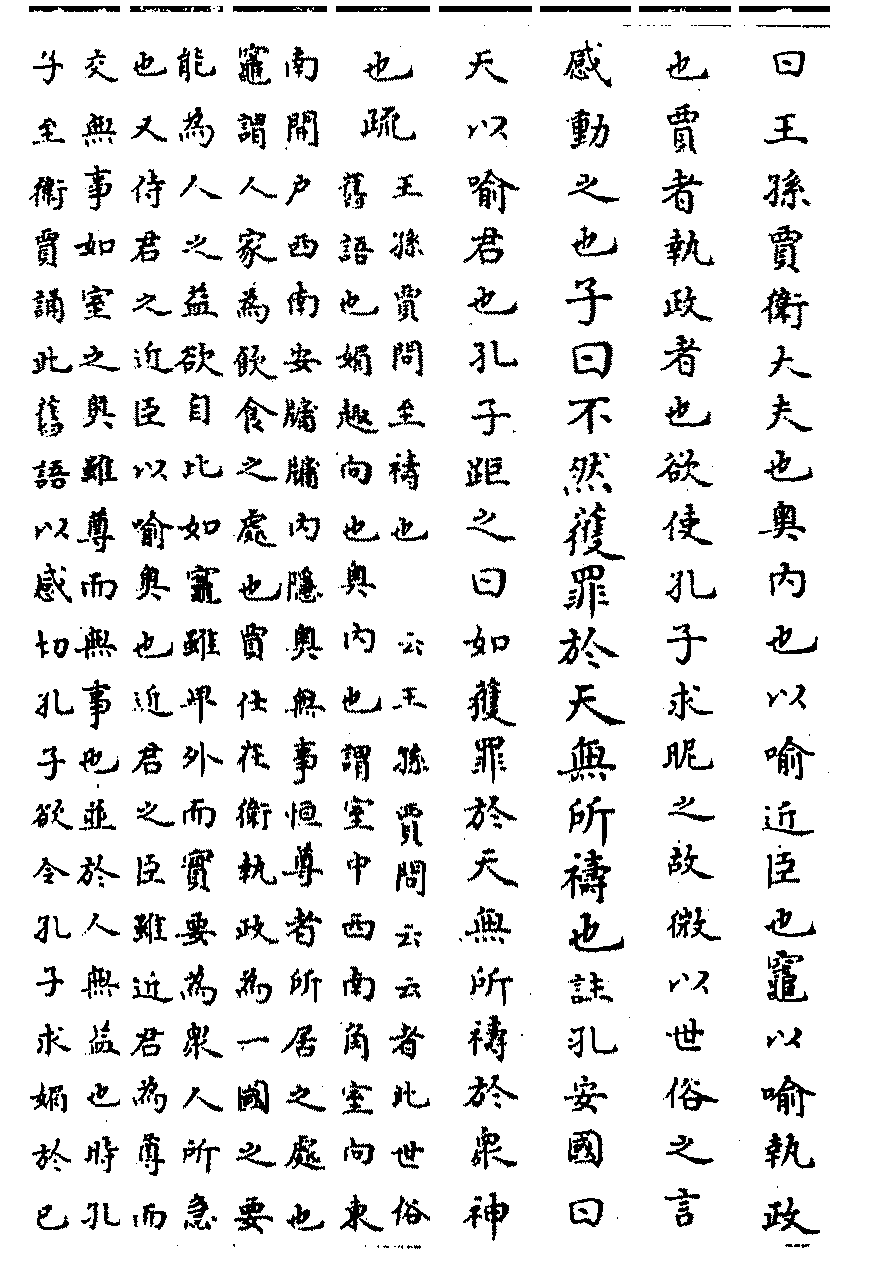 曰王孫賈衛大夫也奧内也以喻近臣也竈以喻執政
也賈者執政者也欲使孔子求昵之故微以世俗之言
感動之也子曰不然獲罪於天無所禱也註孔安國曰
天以喻君也孔子距之曰如獲罪於天無所禱於衆神
也疏
王孫賈問至禱也 云王孫賈問云云者此世俗
舊語也媚趣向也奧内也謂室中西南角室向東
南開户西南安牖牖内隱奧無事恒尊者所居之處也
竈謂人家為飲食之處也賈仕在衛執政為一國之要
能為人之益欲自比如竈雖卑外而實要為衆人所急
也又侍君之近臣以喻奧也近君之臣雖近君為尊而
交無事如室之奧雖尊而無事也並於人無益也時孔
子至衛賈誦此舊語以感切孔子欲令孔子求媚於已